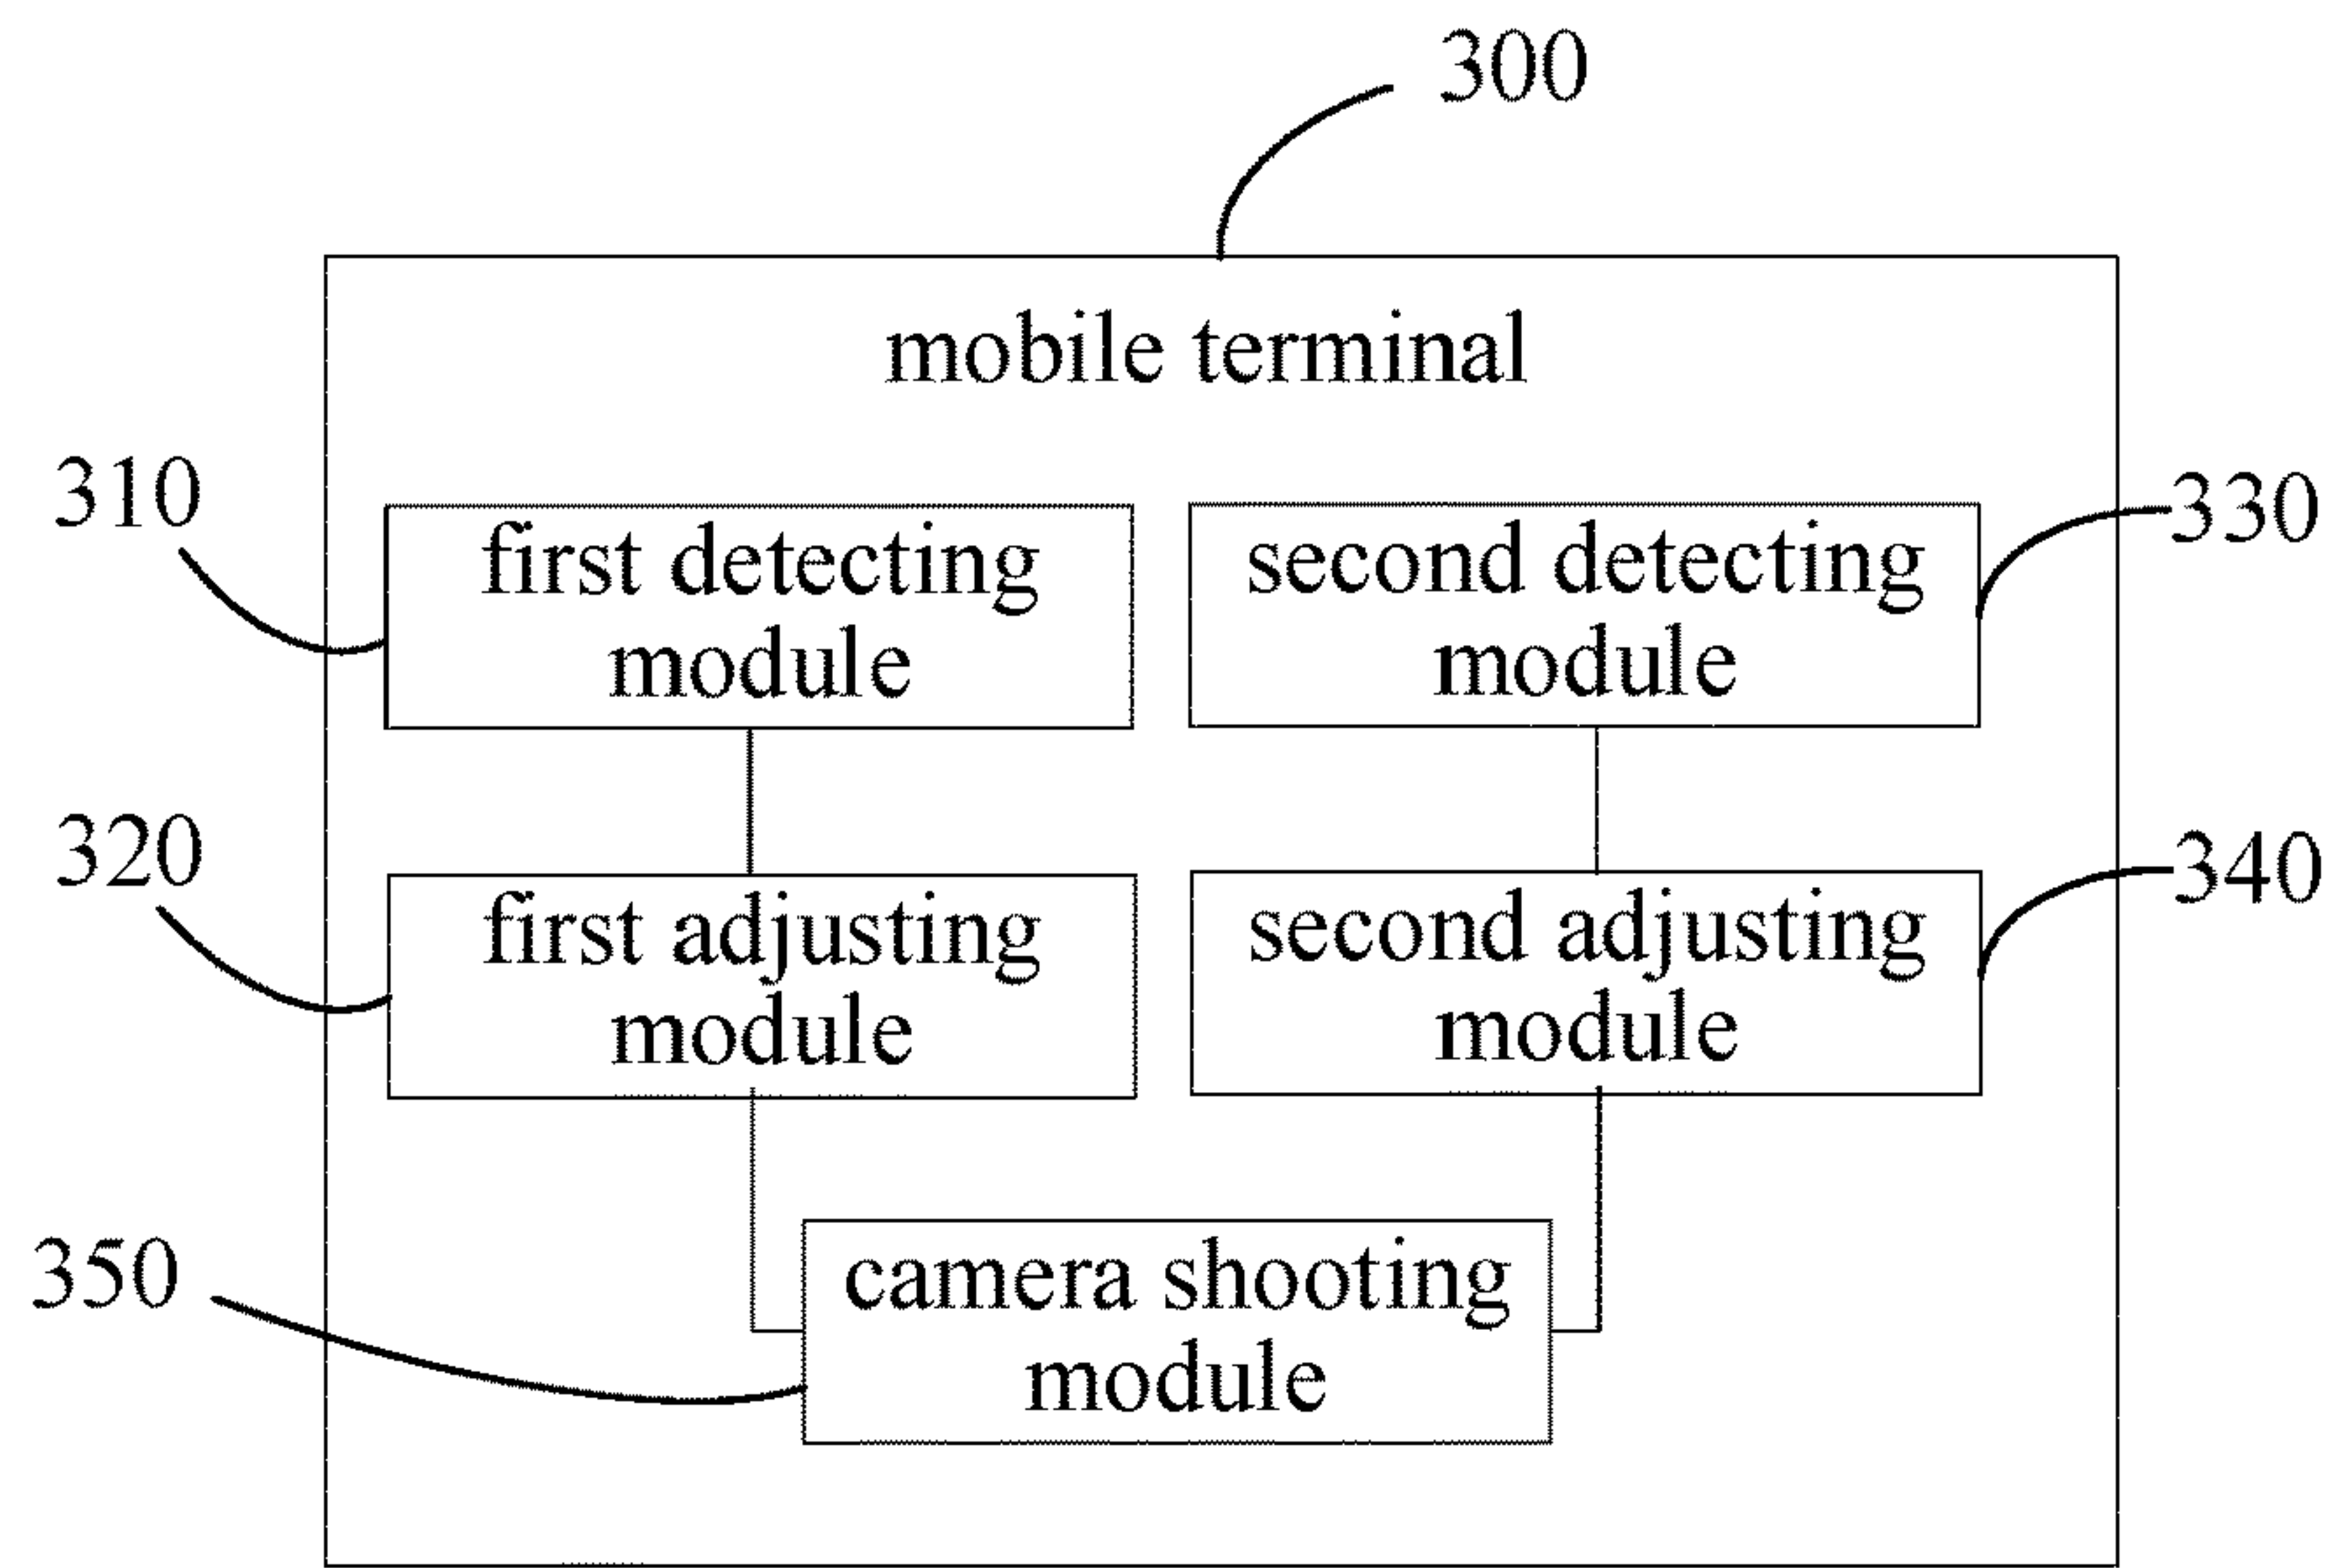 300
mobile terminal
310
first detecting
module
second detecting
module
330
320
first adjusting
module
second adjusting
module
340
350
camera shooting
module